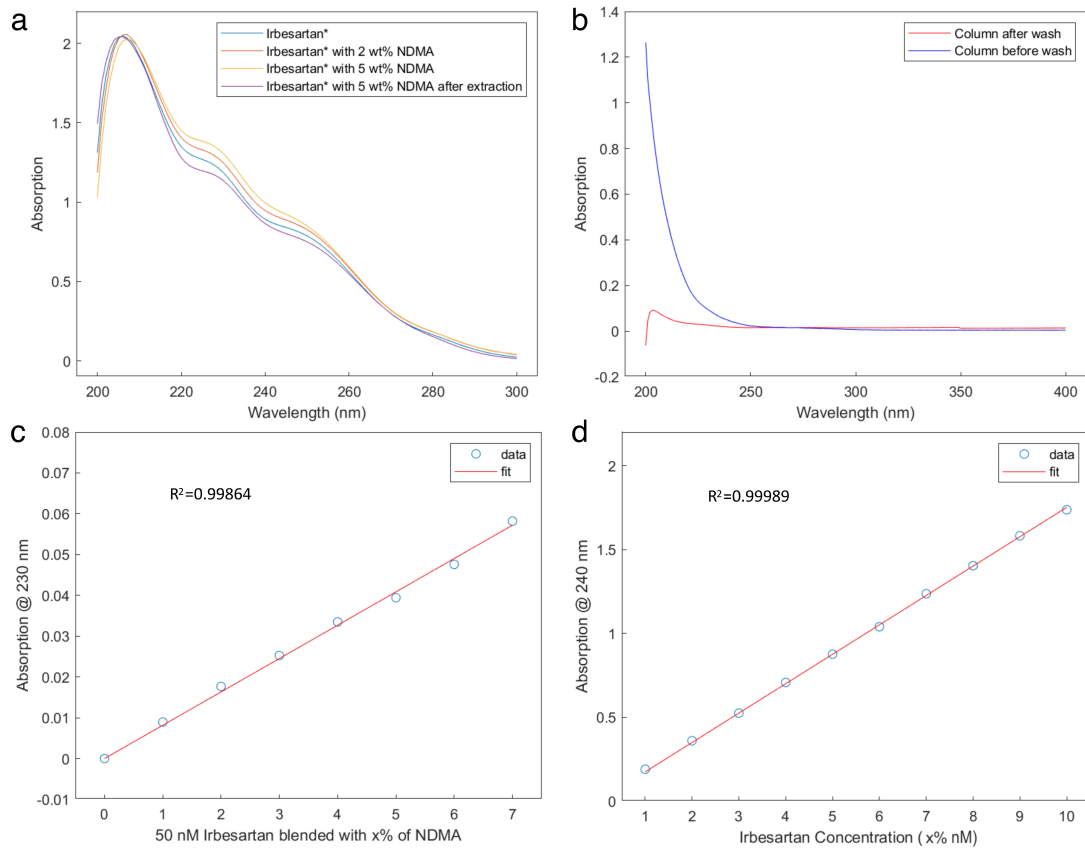 a
2
1.5
1
0.5
0
Absorption
Irbesartan*
Irbesartan* with 2 wt% NDMA
Irbesartan* with 5 wt% NDMA
Irbesartan* with 5 wt% NDMA after extraction
200 220 240 260 280 300
Wavelength (nm)
b
1.4
1.2
1
0.8
0.6
0.4
0.2
0
-0.2
Absorption
Column after wash
Column before wash
200 250 300 350 400
Wavelength (nm)
c
0.08
0.07
0.06
0.05
0.04
0.03
0.02
0.01
0
-0.01
Absorption @ 230 nm
R²=0.99864
data
fit
0 1 2 3 4 5 6 7
50 nM Irbesartan blended with x% of NDMA
d
2
1.5
1
0.5
0
Absorption @ 240 nm
R²=0.99989
data
fit
1 2 3 4 5 6 7 8 9 10
Irbesartan Concentration ( x% nM)